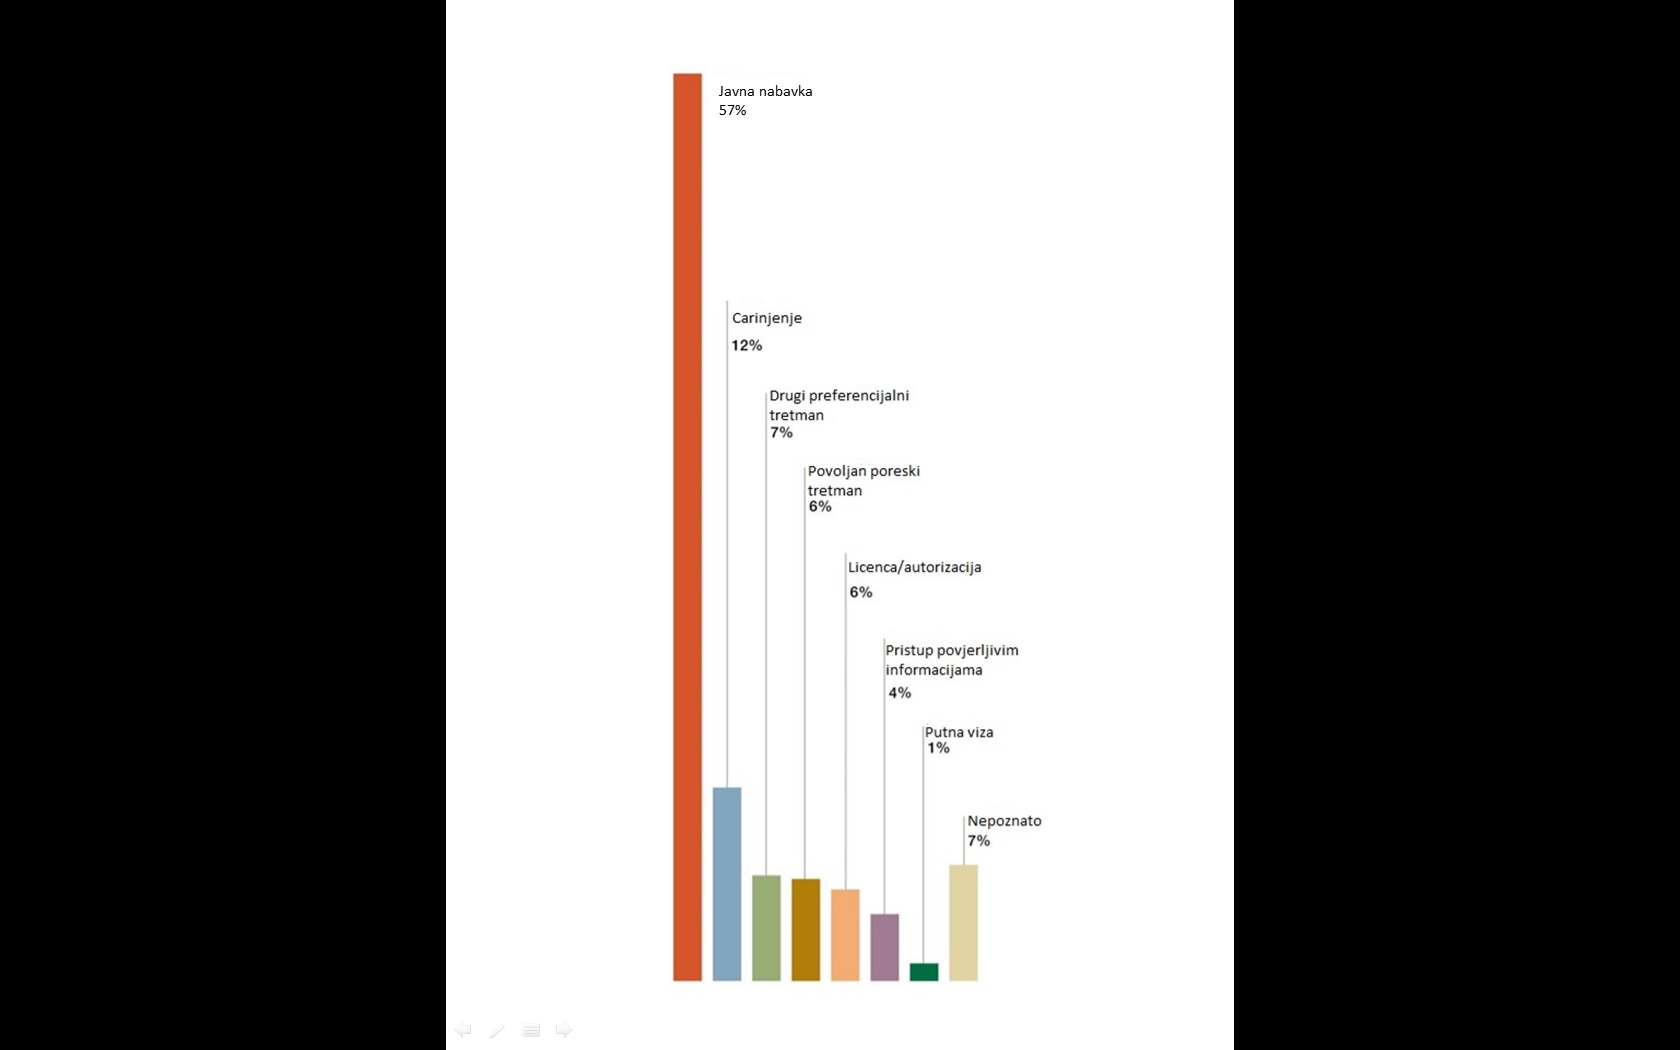 Javna nabavka
57%
Carinjenje
12%
Drugi preferencijalni
tretman
7%
Povoljan poreski
tretman
6%
Licenca/autorizacija
6%
Pristup povjerljivim
informacijama
4%
Putna viza
1%
Nepoznato
7%